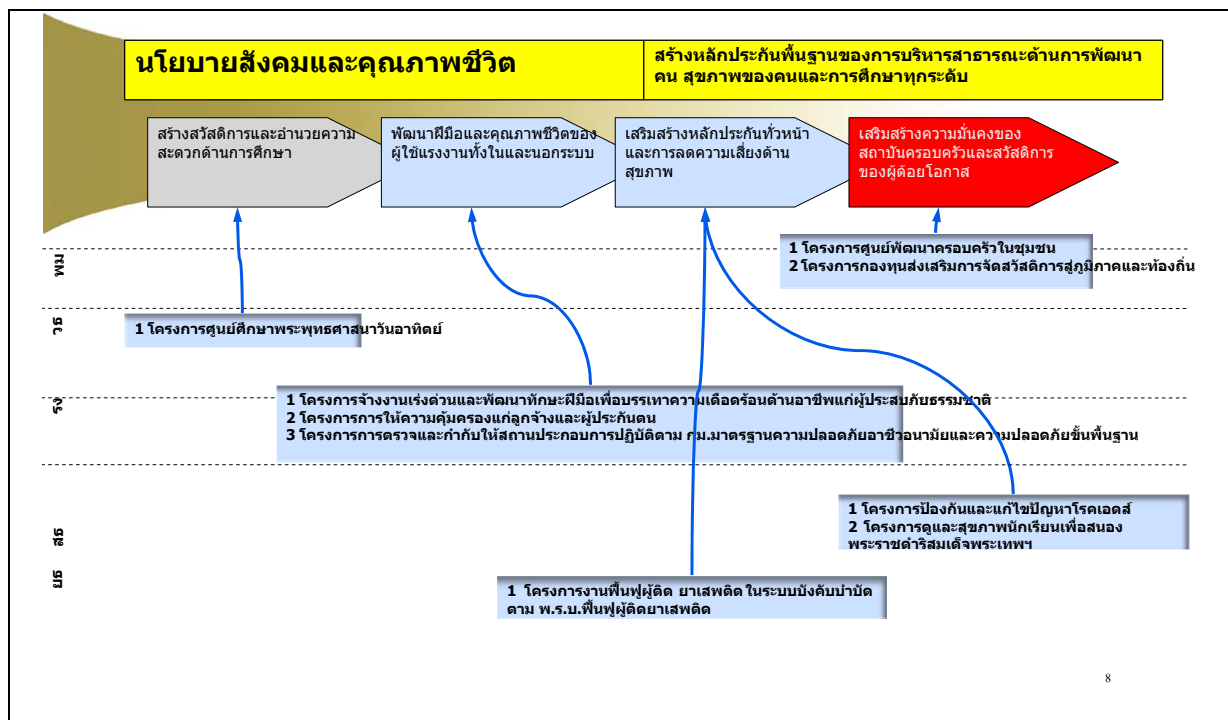 นโยบายสังคมและคุณภาพชีวิต
สร้างหลักประกันพื้นฐานของการบริหารสาธารณะด้านการพัฒนา
คน สุขภาพของคนและการศึกษาทุกระดับ
สร้างสวัสดิการและอำนวยความ
สะดวกด้านการศึกษา
พัฒนาฝีมือและคุณภาพชีวิตของ
ผู้ใช้แรงงานทั้งในและนอกระบบ
เสริมสร้างหลักประกันทั่วหน้า
และการลดความเสี่ยงด้าน
สุขภาพ
เสริมสร้างความมั่นคงของ
สถาบันครอบครัวและสวัสดิการ
ของผู้ด้อยโอกาส
พม
1 โครงการศูนย์พัฒนาครอบครัวในชุมชน
2 โครงการกองทุนส่งเสริมการจัดสวัสดิการสู่ภูมิภาคและท้องถิ่น
วธ
1 โครงการศูนย์ศึกษาพระพุทธศาสนาวันอาทิตย์
รง
1 โครงการจ้างงานเร่งด่วนและพัฒนาทักษะฝีมือเพื่อบรรเทาความเดือดร้อนด้านอาชีพแก่ผู้ประสบภัยธรรมชาติ
2 โครงการการให้ความคุ้มครองแก่ลูกจ้างและผู้ประกันตน
3 โครงการการตรวจและกำกับให้สถานประกอบการปฏิบัติตาม กม.มาตรฐานความปลอดภัยอาชีวอนามัยและความปลอดภัยขั้นพื้นฐาน
สธ
1 โครงการป้องกันและแก้ไขปัญหาโรคเอดส์
2 โครงการดูและสุขภาพนักเรียนเพื่อสนอง
พระราชดำริสมเด็จพระเทพฯ
ยธ
1 โครงการงานฟื้นฟูผู้ติด ยาเสพติด ในระบบบังคับบำบัด
ตาม พ.ร.บ.ฟื้นฟูผู้ติดยาเสพติด
8